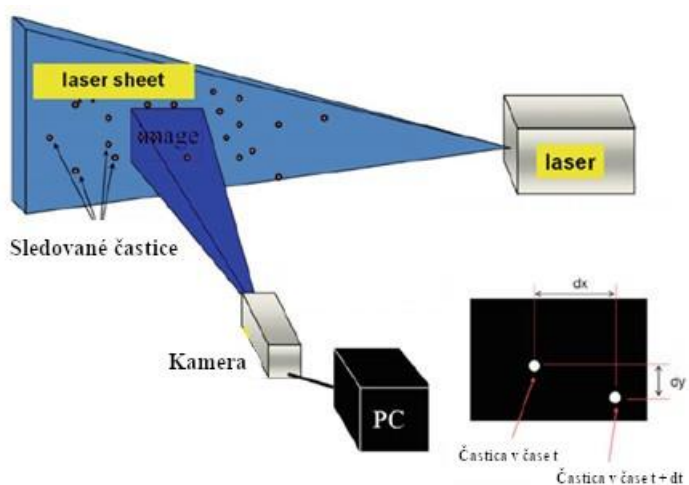 laser sheet
image
laser
Sledované častice
Kamera
PC
dx
dy
Častica v čase t
Častica v čase t + dt